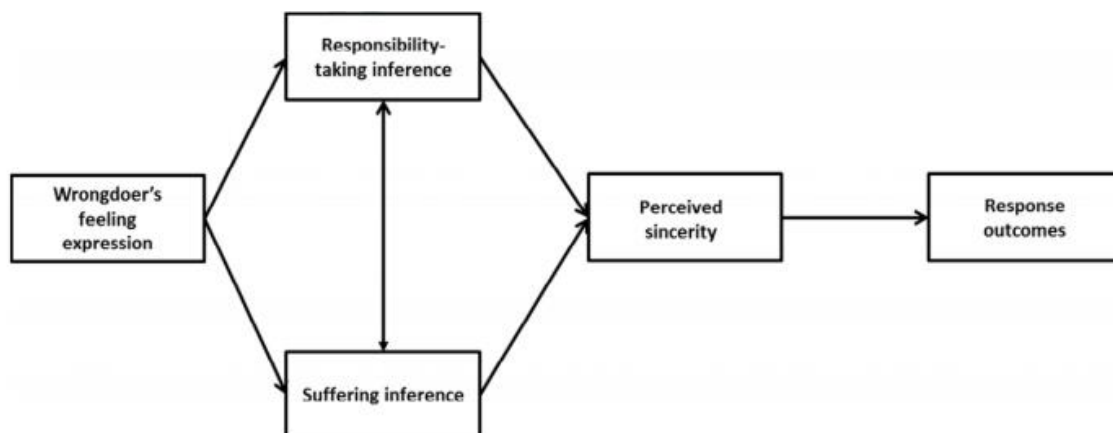 Responsibility-
taking inference
Wrongdoer's
feeling
expression
Perceived
sincerity
Response
outcomes
Suffering inference